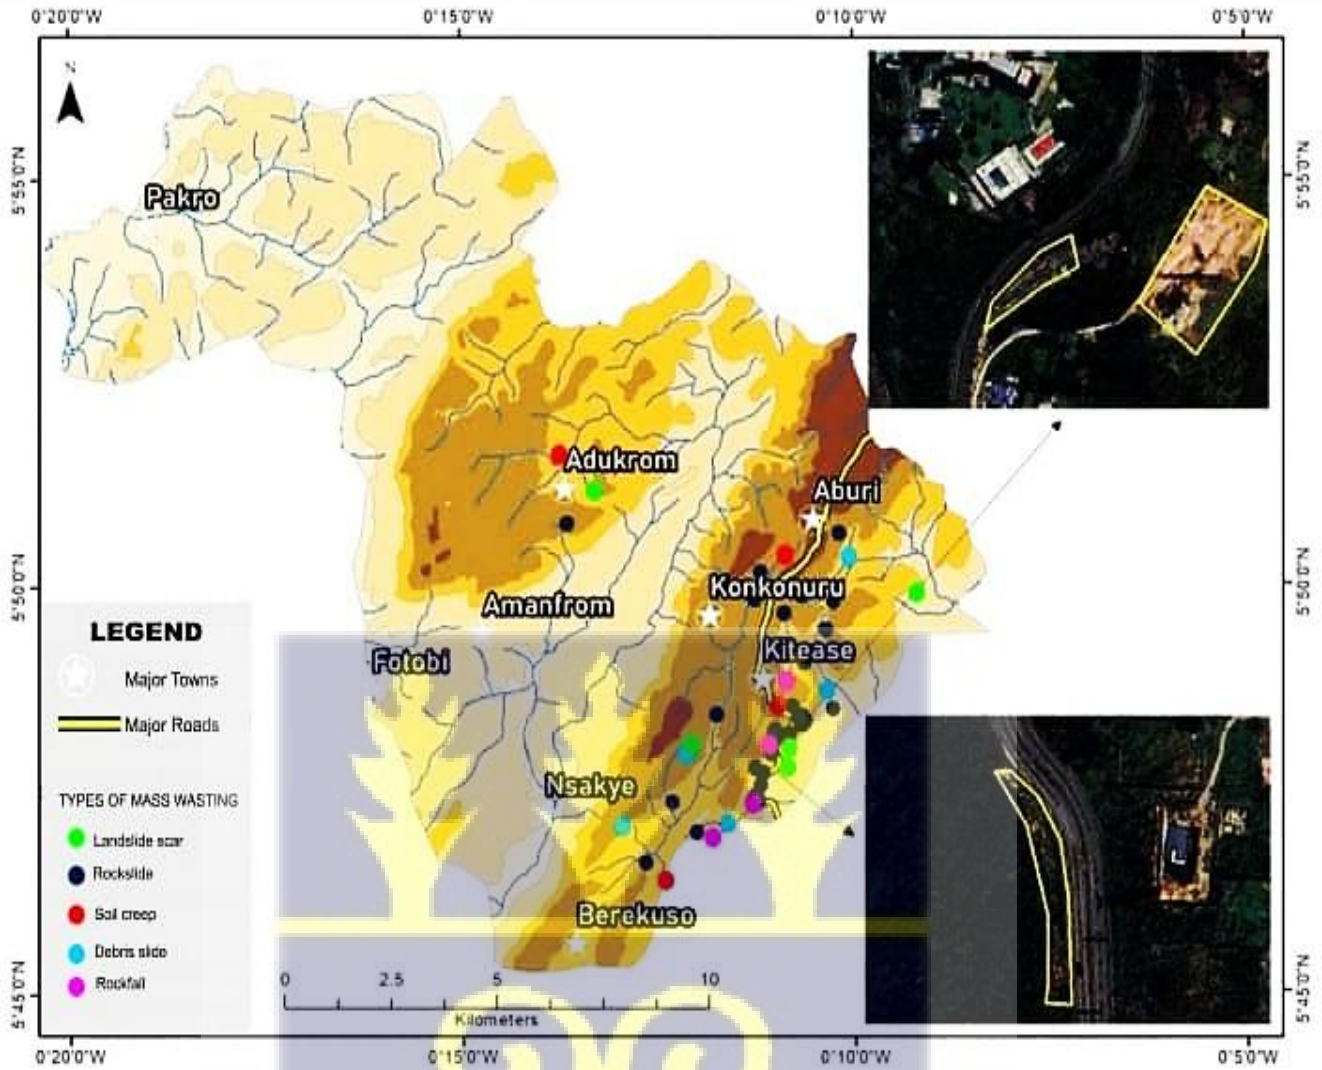 0°20'0"W 0°15'0"W 0°10'0"W 0°5'0"W
N
5°55'0"N 5°55'0"N
Pakro
Adukrom
Aburi
Konkonuru
5°50'0"N 5°50'0"N
Amanfrom
LEGEND
Kitease
Fotobi
Major Towns
Major Roads
Nsakye
TYPES OF MASS WASTING
Landslide scar
Rockslide
Soil creep
Berekuso
Debris slide
Rockfall
0 2.5 5 10
Kilometers
5°45'0"N 5°45'0"N
0°20'0"W 0°15'0"W 0°10'0"W 0°5'0"W